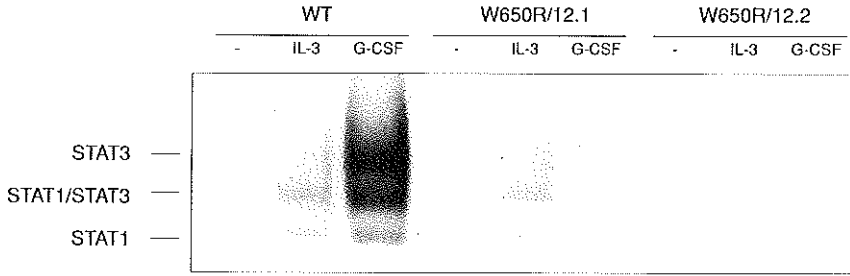 WT W650R/12.1 W650R/12.2
- IL-3 G-CSF - IL-3 G-CSF - IL-3 G-CSF
STAT3
STAT1/STAT3
STAT1